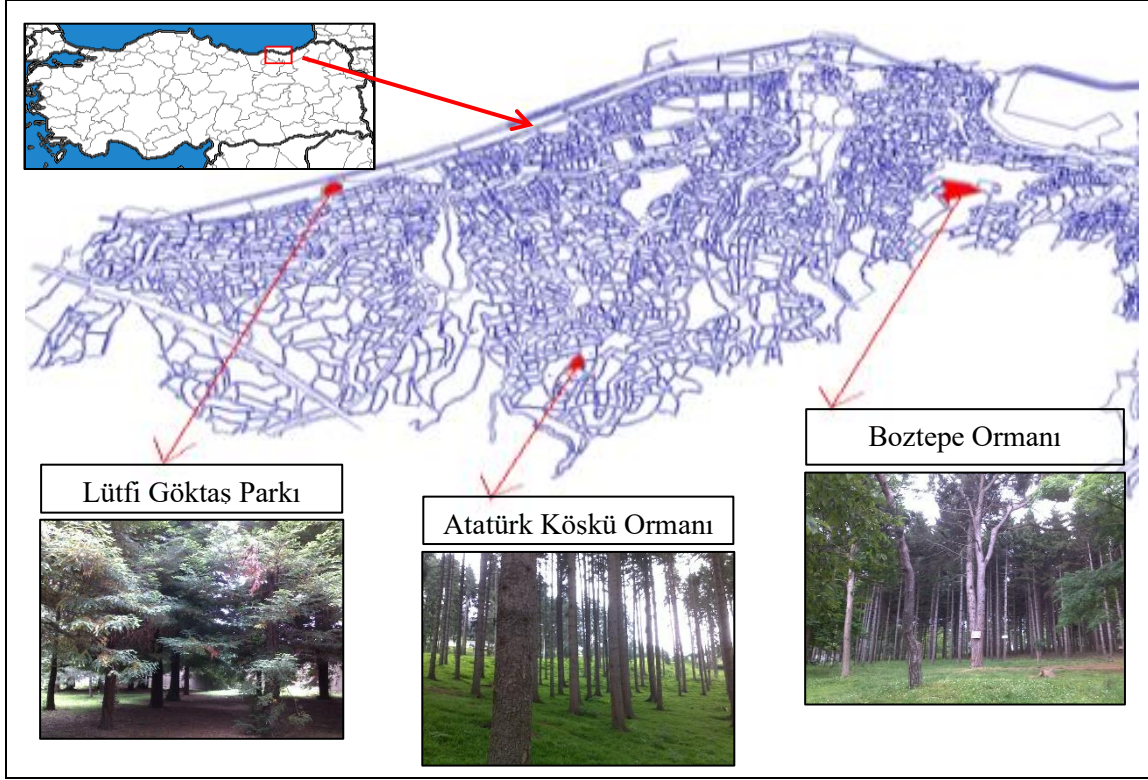 Lütfi Göktaş Parkı
Atatürk Köskü Ormanı
Boztepe Ormanı